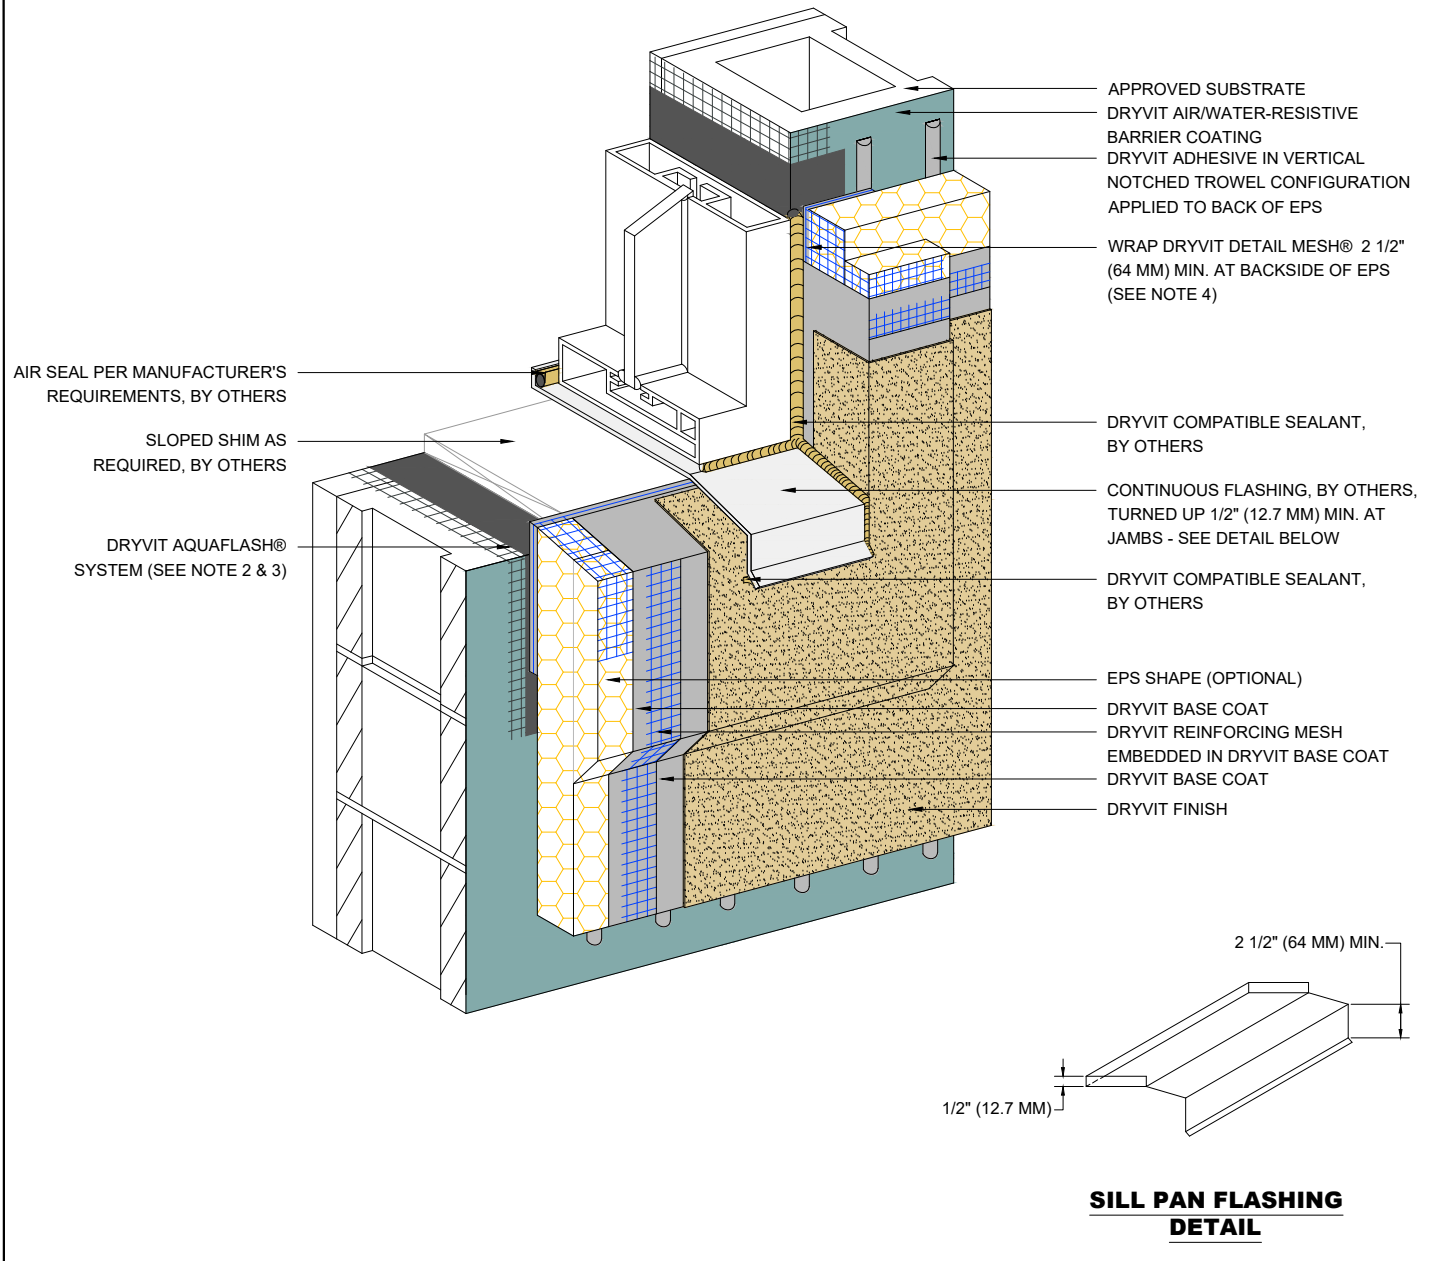 APPROVED SUBSTRATE
DRYVIT AIR/WATER-RESISTIVE
BARRIER COATING
DRYVIT ADHESIVE IN VERTICAL
NOTCHED TROWEL CONFIGURATION
APPLIED TO BACK OF EPS
WRAP DRYVIT DETAIL MESH® 2 1/2"
(64 MM) MIN. AT BACKSIDE OF EPS
(SEE NOTE 4)
AIR SEAL PER MANUFACTURER'S
REQUIREMENTS, BY OTHERS
SLOPED SHIM AS
REQUIRED, BY OTHERS
DRYVIT AQUAFLASH®
SYSTEM (SEE NOTE 2 & 3)
DRYVIT COMPATIBLE SEALANT,
BY OTHERS
CONTINUOUS FLASHING, BY OTHERS,
TURNED UP 1/2" (12.7 MM) MIN. AT
JAMBS - SEE DETAIL BELOW
DRYVIT COMPATIBLE SEALANT,
BY OTHERS
EPS SHAPE (OPTIONAL)
DRYVIT BASE COAT
DRYVIT REINFORCING MESH
EMBEDDED IN DRYVIT BASE COAT
DRYVIT BASE COAT
DRYVIT FINISH
2 1/2" (64 MM) MIN.
1/2" (12.7 MM)
SILL PAN FLASHING
DETAIL